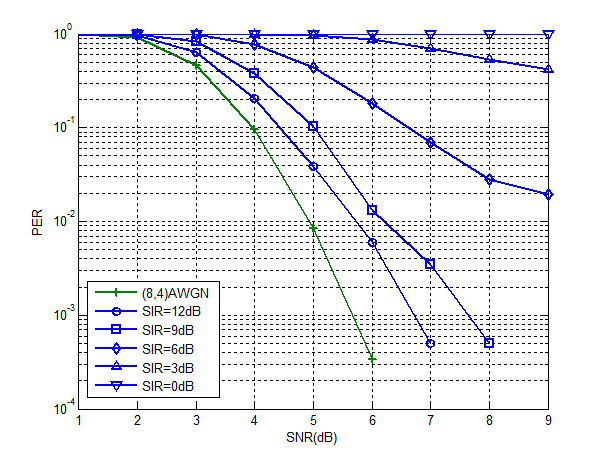 10^0
10^-1
10^-2
10^-3
10^-4
PER
(8,4)AWGN
SIR=12dB
SIR=9dB
SIR=6dB
SIR=3dB
SIR=0dB
1 2 3 4 5 6 7 8 9
SNR(dB)